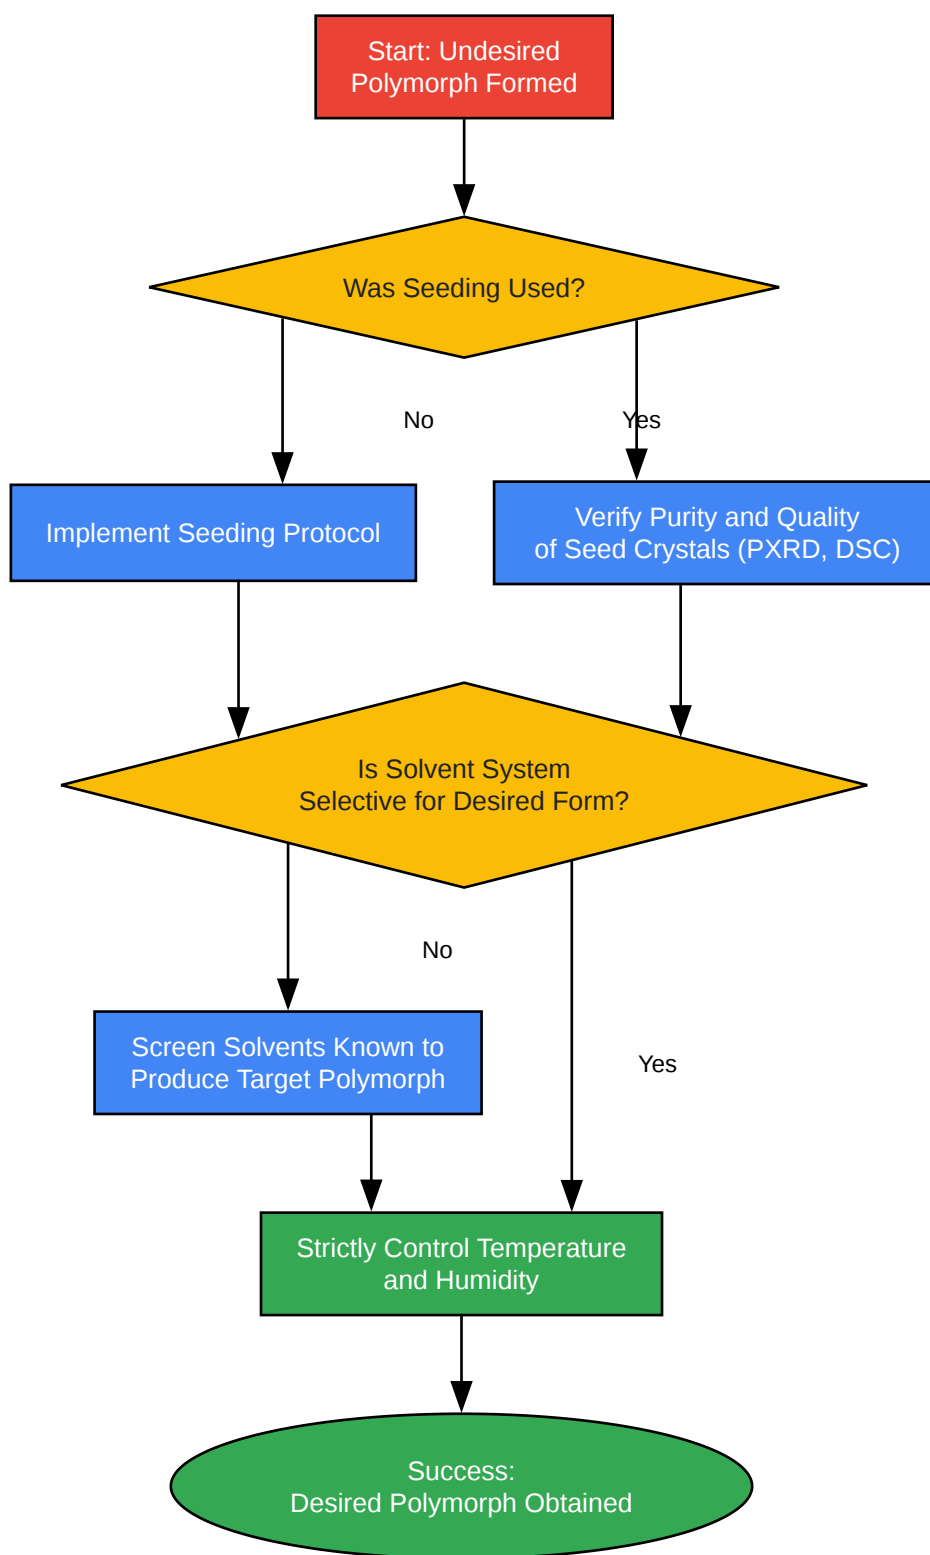 Start: Undesired
Polymorph Formed
Was Seeding Used?
No
Yes
Implement Seeding Protocol
Verify Purity and Quality
of Seed Crystals (PXRD, DSC)
Is Solvent System
Selective for Desired Form?
No
Screen Solvents Known to
Produce Target Polymorph
Yes
Strictly Control Temperature
and Humidity
Success:
Desired Polymorph Obtained